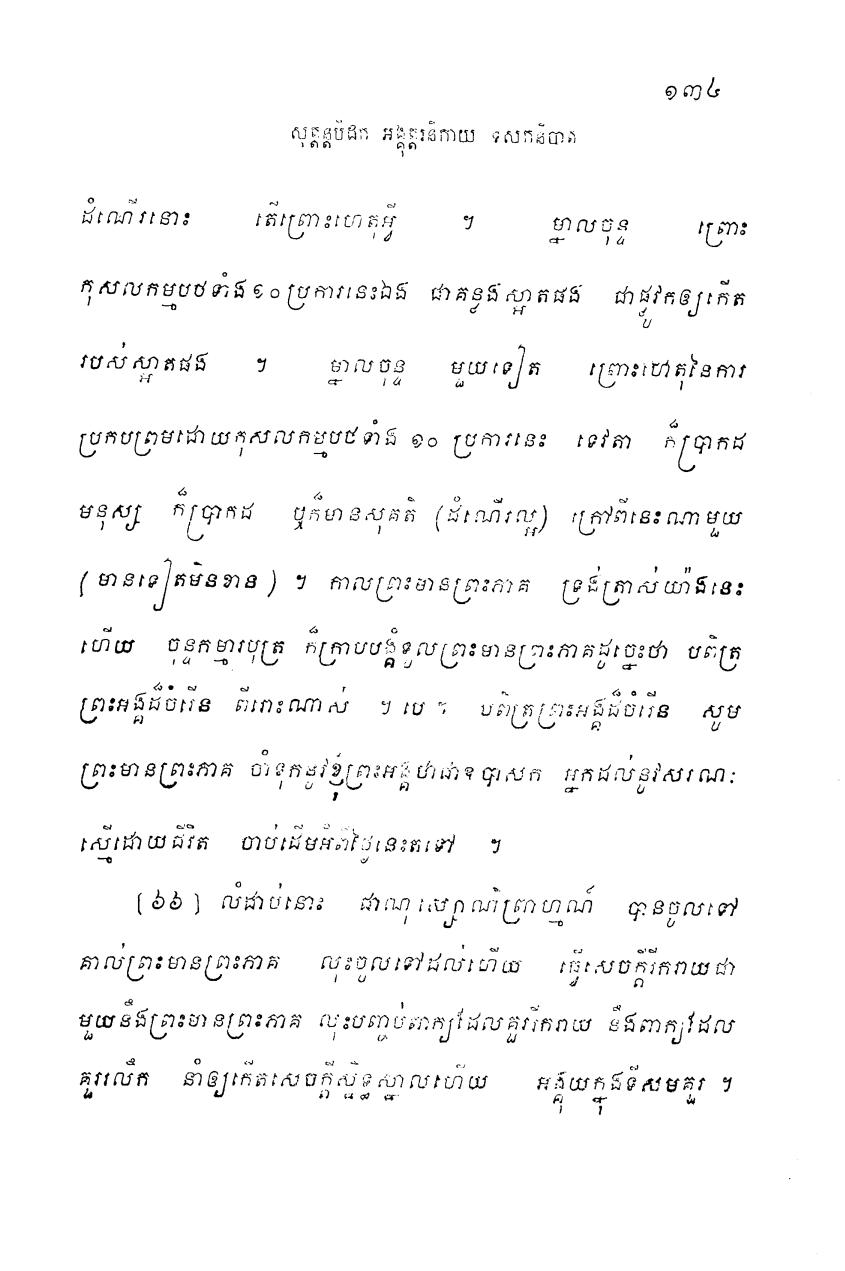 ១៣៤
សុត្តន្តបិដក អង្គុត្តរនិកាយ ទសកនិបាត
ដំណើរនោះ តើព្រោះហេតុអ្វី ។ ម្នាលចុន្ទ ព្រោះ
កុសលកម្មបថទាំង១០ប្រការនេះឯង ជាគន្លងស្អាតផង ជាផ្លូវកឲ្យកើត
របស់ស្អាតផង ។ ម្នាលចុន្ទ មួយទៀត ព្រោះហេតុនៃការ
ប្រកបព្រមដោយកុសលកម្មបថទាំង ១០ ប្រការនេះ ទេវតា ក៏ប្រាកដ
មនុស្ស ក៏ប្រាកដ ឬក៏មានសុគតិ (ដំណើរល្អ) ក្រៅពីនេះណាមួយ
(មានទៀតមិនខាន) ។ កាលព្រះមានព្រះភាគ ទ្រង់ត្រាស់យ៉ាងនេះ
ហើយ ចុន្ទកម្មារបុត្រ ក៏ក្រាបបង្គំទូលព្រះមានព្រះភាគដូច្នេះថា បពិត្រ
ព្រះអង្គដ៏ចំរើន ពីរោះណាស់ ។បេ។ បពិត្រព្រះអង្គដ៏ចំរើន សូម
ព្រះមានព្រះភាគ ចាំទុកនូវខ្ញុំព្រះអង្គថាជាឧបាសក អ្នកដល់នូវសរណៈ
ស្មើដោយជីវិត ចាប់ដើមអំពីថ្ងៃនេះតទៅ ។
(៦៦) លំដាប់នោះ ជាណុស្សោណិព្រាហ្មណ៍ បានចូលទៅ
គាល់ព្រះមានព្រះភាគ លុះចូលទៅដល់ហើយ ធ្វើសេចក្តីរីករាយជា
មួយនឹងព្រះមានព្រះភាគ លុះបញ្ចប់ពាក្យដែលគួររីករាយ នឹងពាក្យដែល
គួររលឹក នាំឲ្យកើតសេចក្តីស្និទ្ធស្នាលហើយ អង្គុយក្នុងទីសមគួរ ។